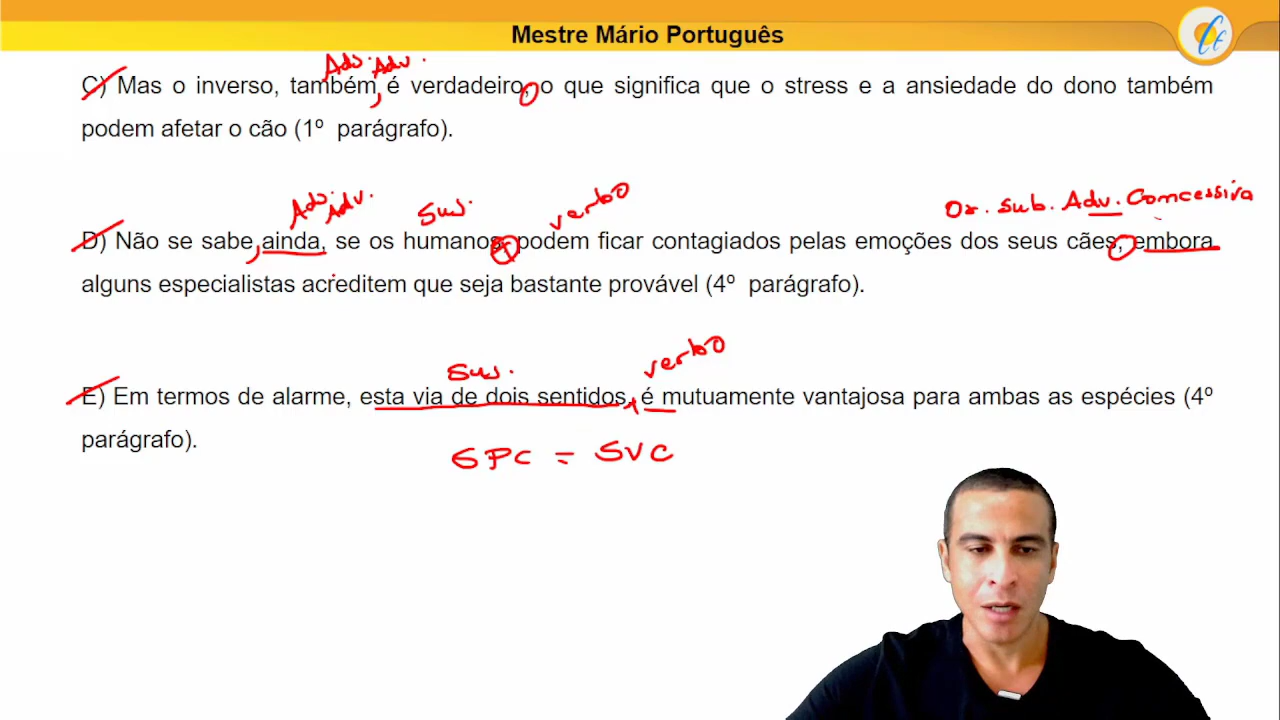 Mestre Mário Português
Adj. Adv.
C) Mas o inverso, também, é verdadeiro, o que significa que o stress e a ansiedade do dono também
podem afetar o cão (1º parágrafo).
Adj. Adv. Suj. verbo Or. Sub. Adv. Concessiva
D) Não se sabe, ainda, se os humanos, podem ficar contagiados pelas emoções dos seus cães, embora
alguns especialistas acreditem que seja bastante provável (4º parágrafo).
Suj. verbo
E) Em termos de alarme, esta via de dois sentidos, é mutuamente vantajosa para ambas as espécies (4º
parágrafo).
SPC = SVC